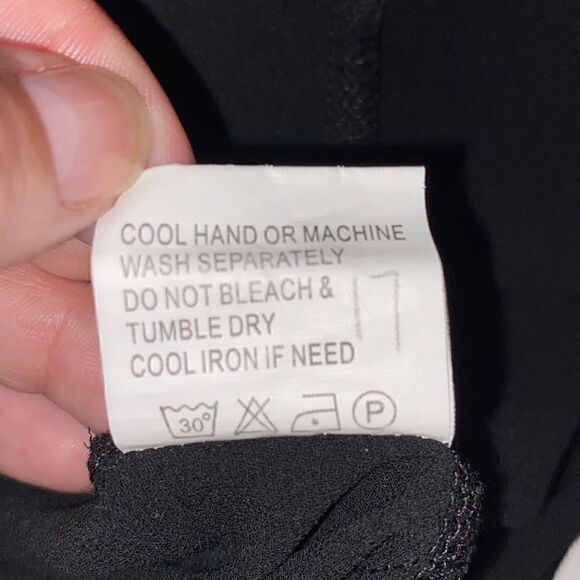 COOL HAND OR MACHINE
WASH SEPARATELY
DO NOT BLEACH &
TUMBLE DRY
COOL IRON IF NEED
30° P